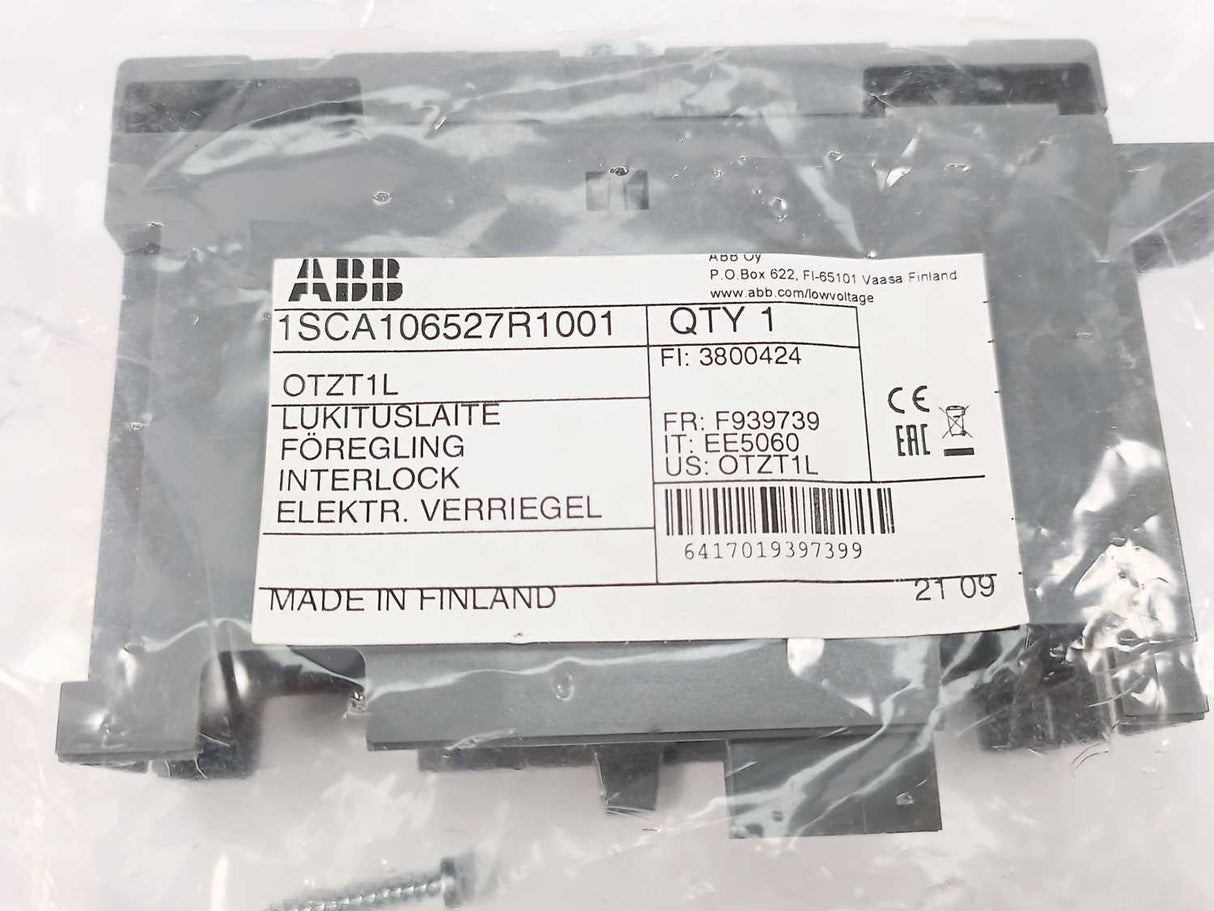 ABB
ABB Oy
P.O.Box 622, FI-65101 Vaasa Finland
www.abb.com/lowvoltage
1SCA106527R1001
QTY 1
OTZT1L
FI: 3800424
LUKITUSLAITE
FÖREGLING
INTERLOCK
ELEKTR. VERRIEGEL
FR: F939739
IT: EE5060
US: OTZT1L
CE
EAC
6417019397399
MADE IN FINLAND
21 09